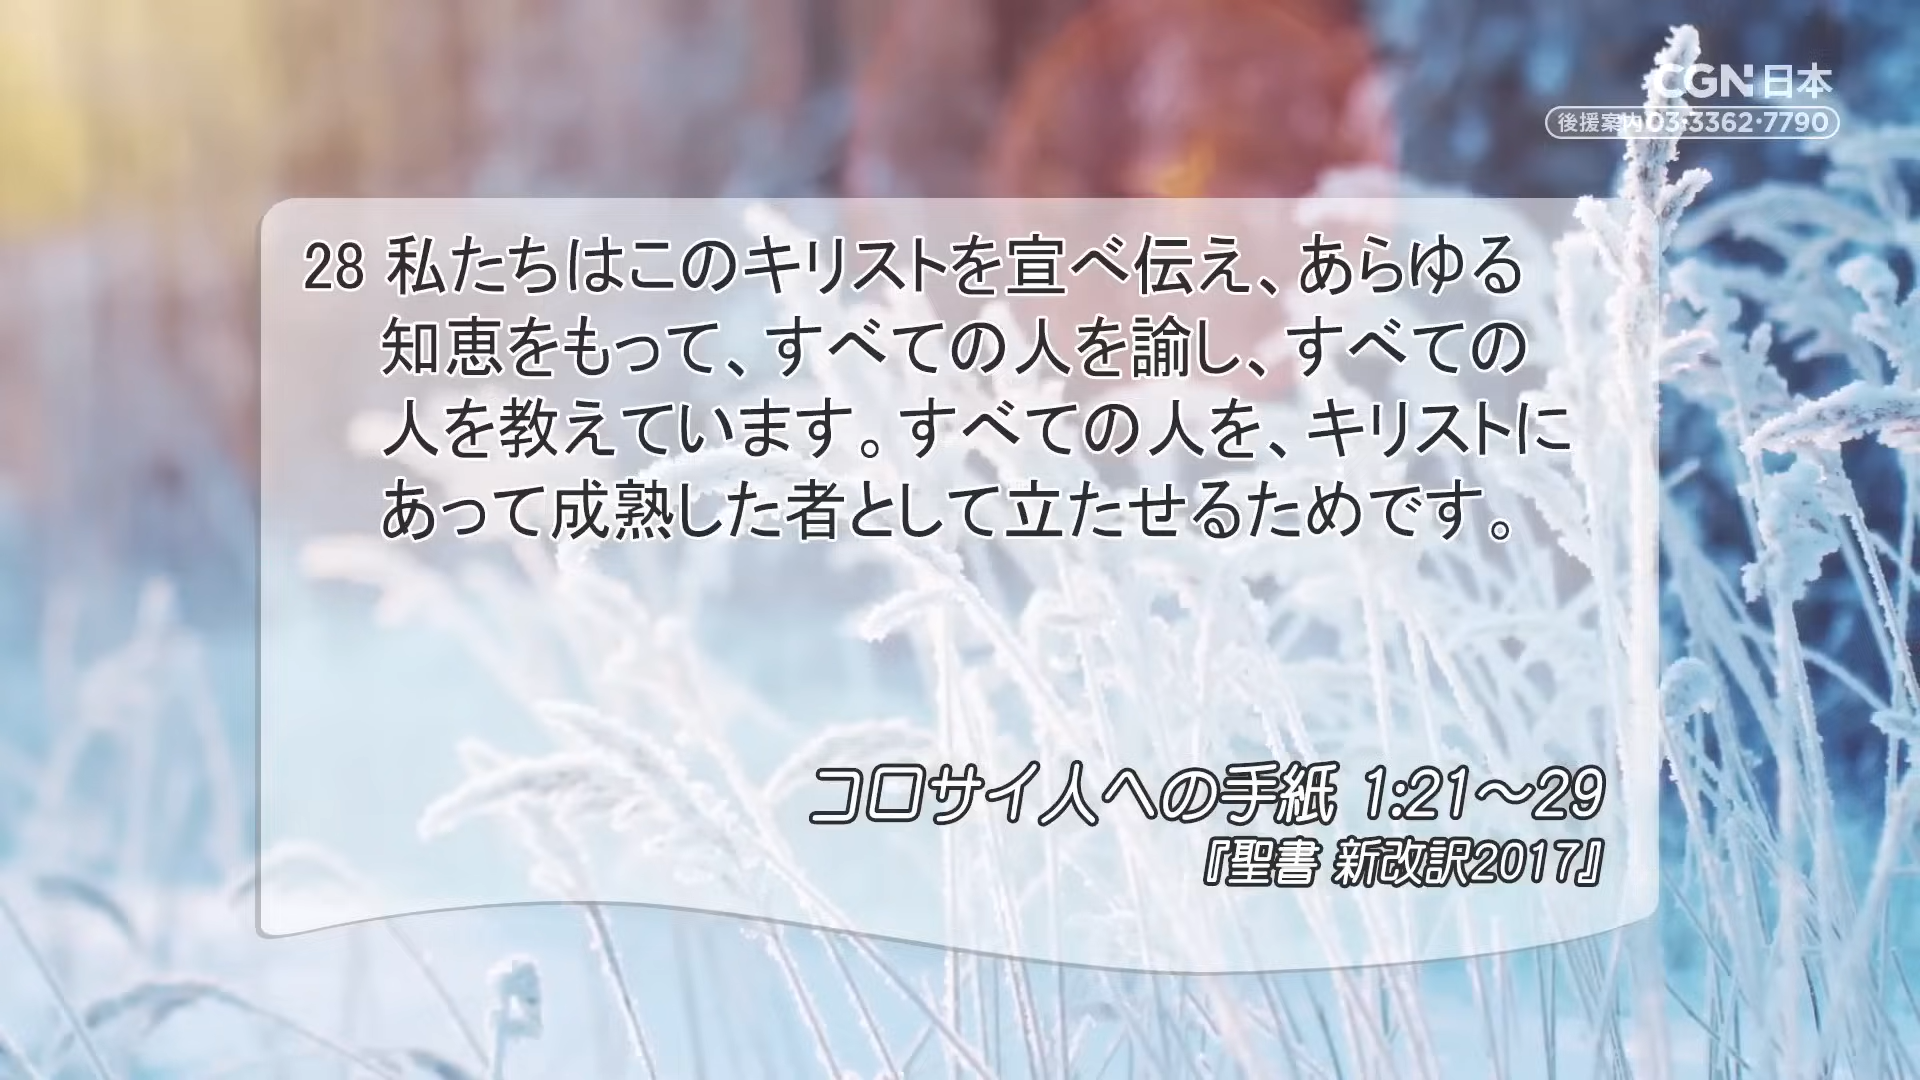 CGN日本
後援案内03·3362·7790
28 私たちはこのキリストを宣べ伝え、あらゆる
知恵をもって、すべての人を諭し、すべての
人を教えています。すべての人を、キリストに
あって成熟した者として立たせるためです。
コロサイ人への手紙 1:21～29
『聖書 新改訳2017』